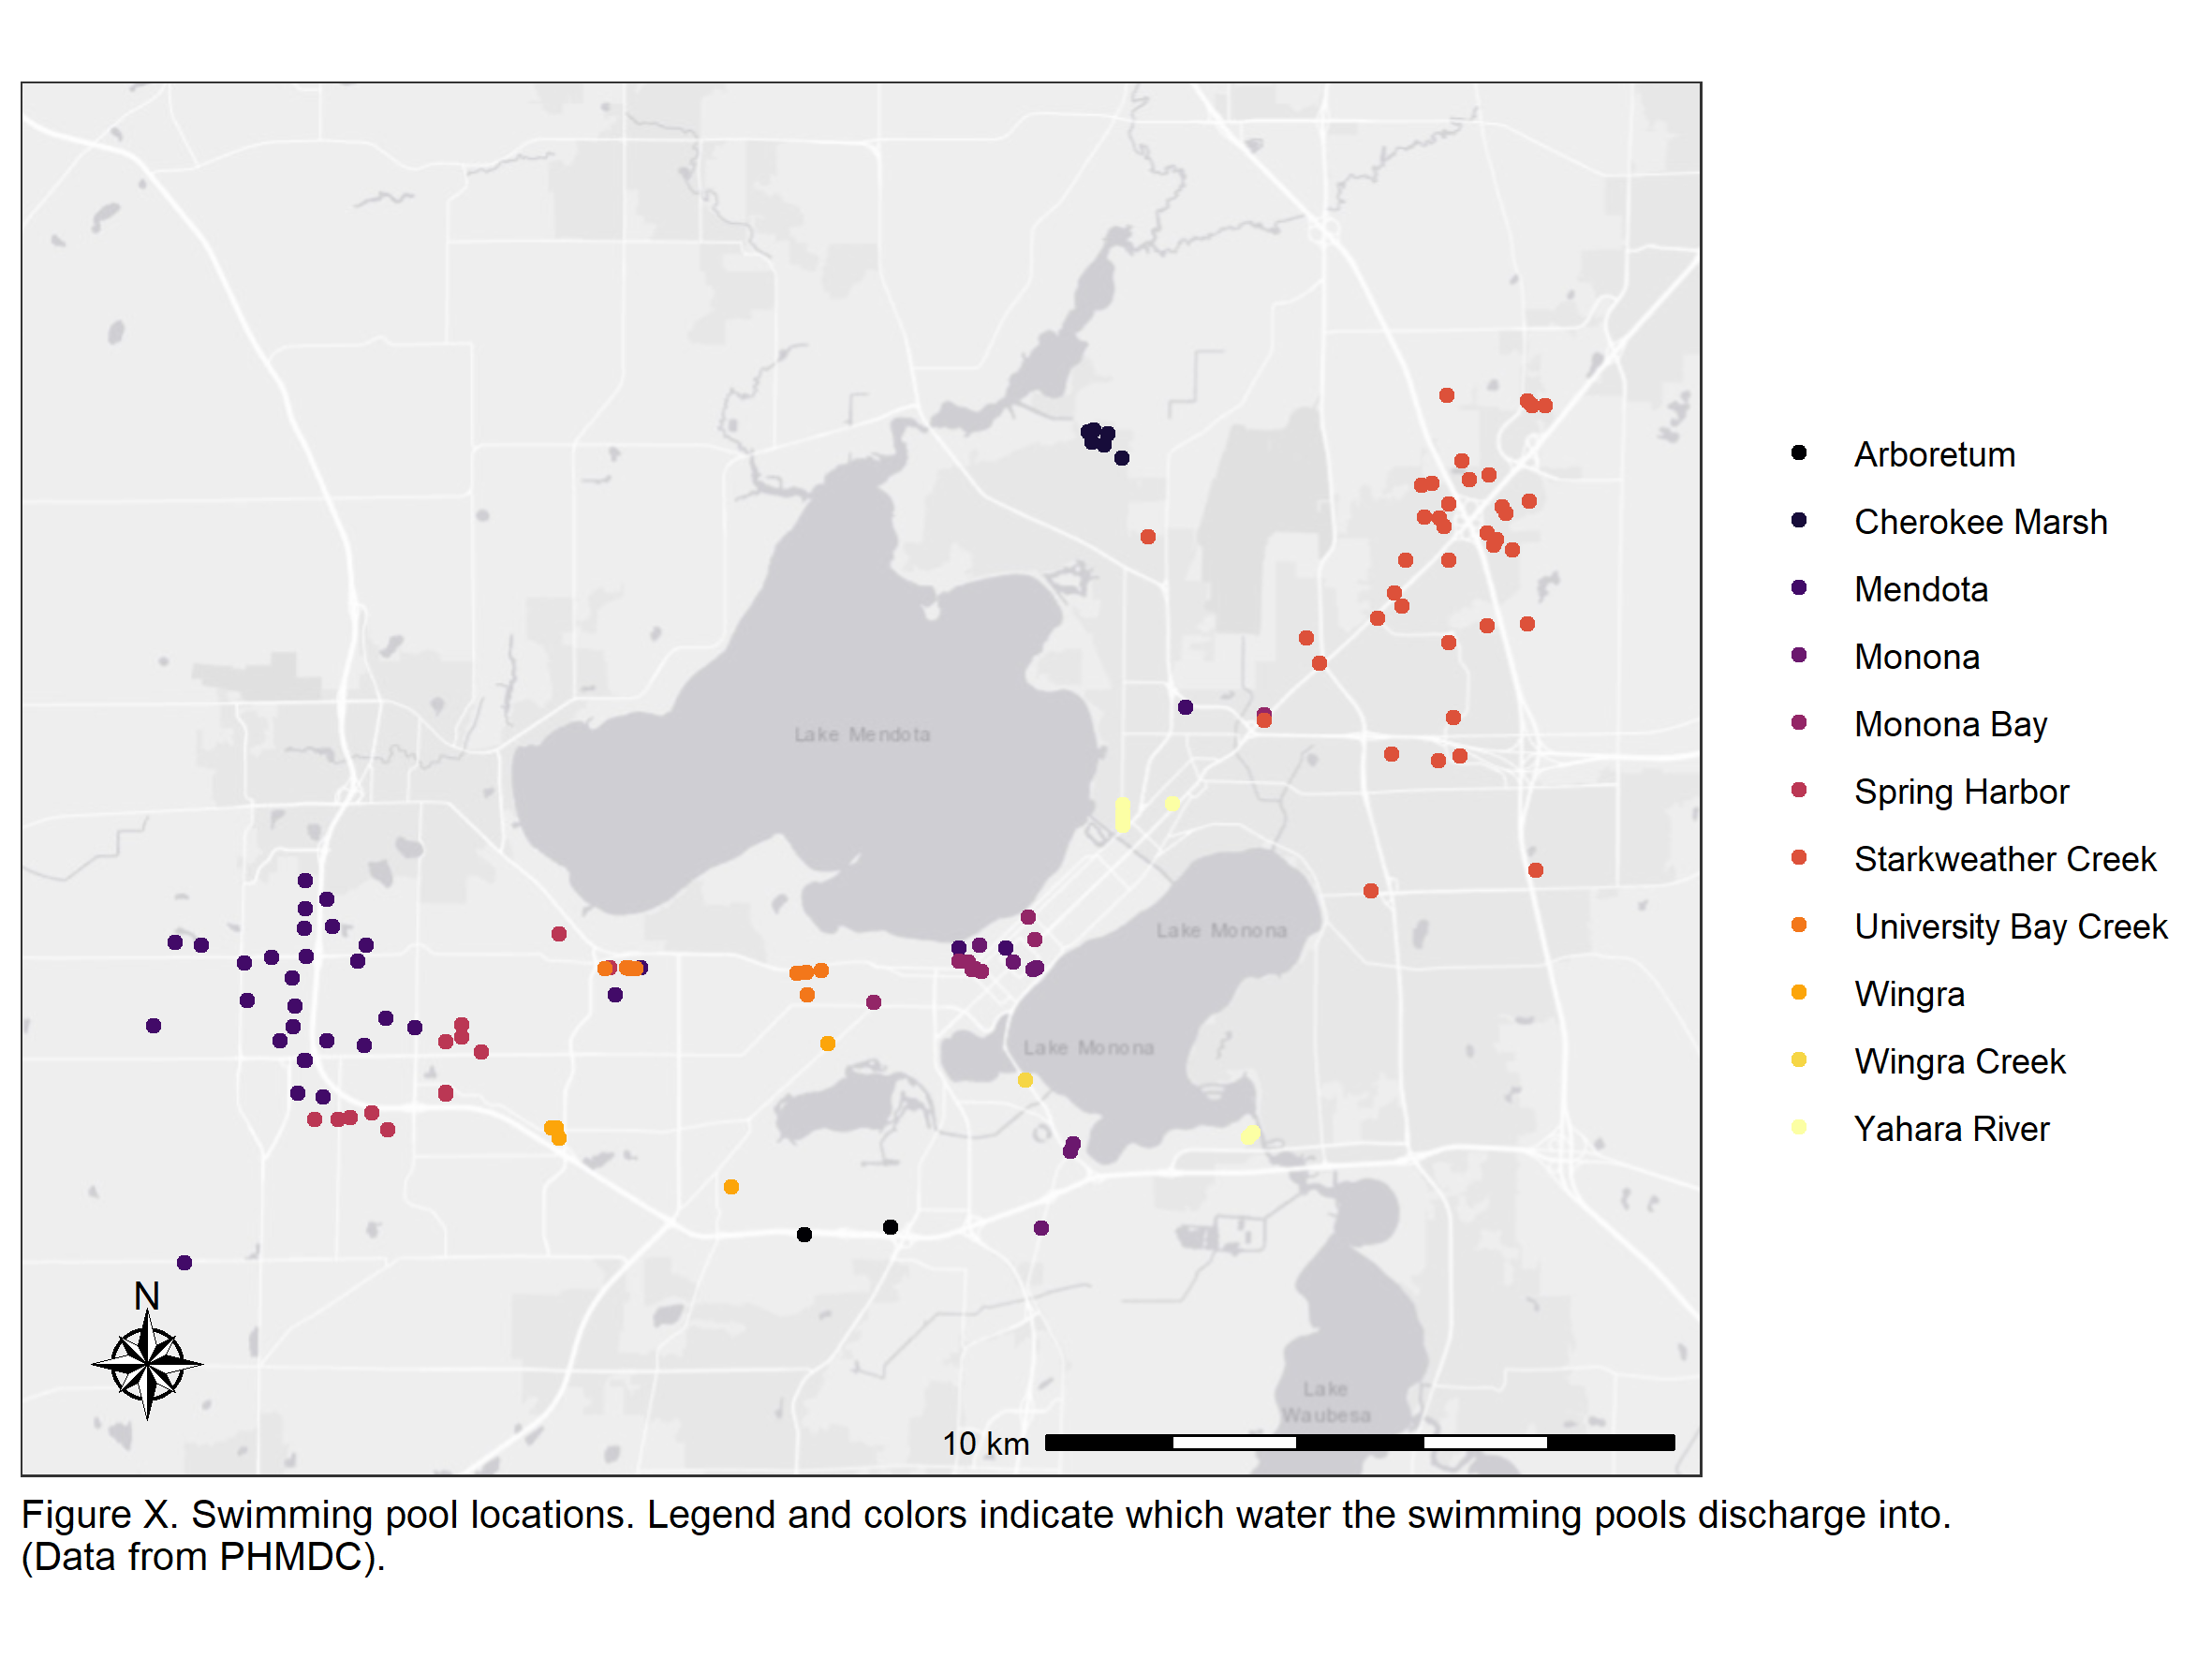 Lake Mendota
Lake Monona
Lake Monona
Lake
Waubesa
N
10 km
Arboretum
Cherokee Marsh
Mendota
Monona
Monona Bay
Spring Harbor
Starkweather Creek
University Bay Creek
Wingra
Wingra Creek
Yahara River
Figure X. Swimming pool locations. Legend and colors indicate which water the swimming pools discharge into.
(Data from PHMDC).